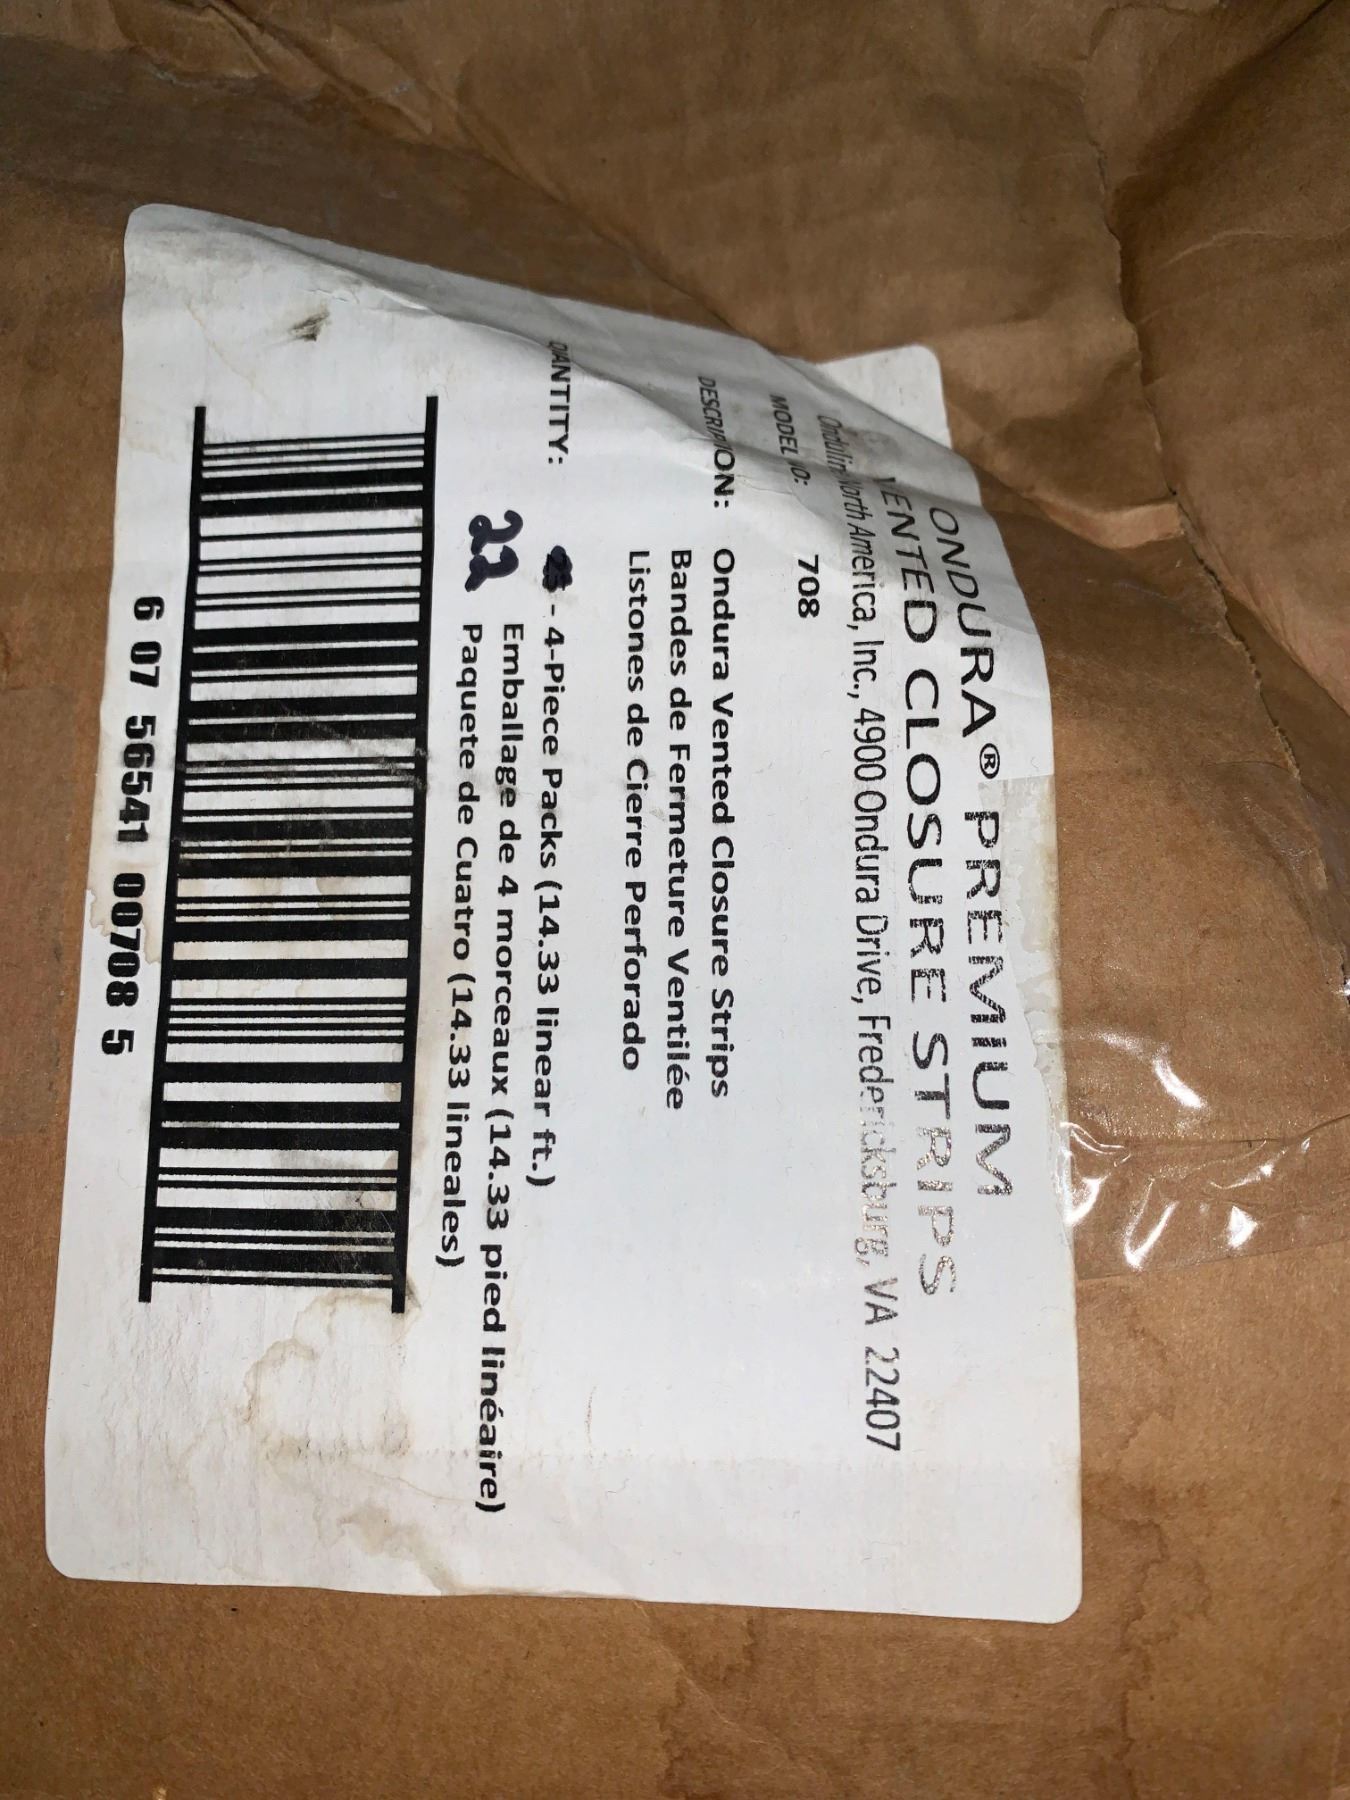 ONDURA® PREMIUM
VENTED CLOSURE STRIPS
Ondulin North America, Inc., 4900 Ondura Drive, Fredericksburg, VA 22407
MODEL ID: 708
DESCRIPTION: Ondura Vented Closure Strips
Bandes de Fermeture Ventilée
Listones de Cierre Perforado
QUANTITY: - 4-Piece Packs (14.33 linear ft.)
22 Emballage de 4 morceaux (14.33 pied linéaire)
Paquete de Cuatro (14.33 lineales)
6 07 56541 00708 5